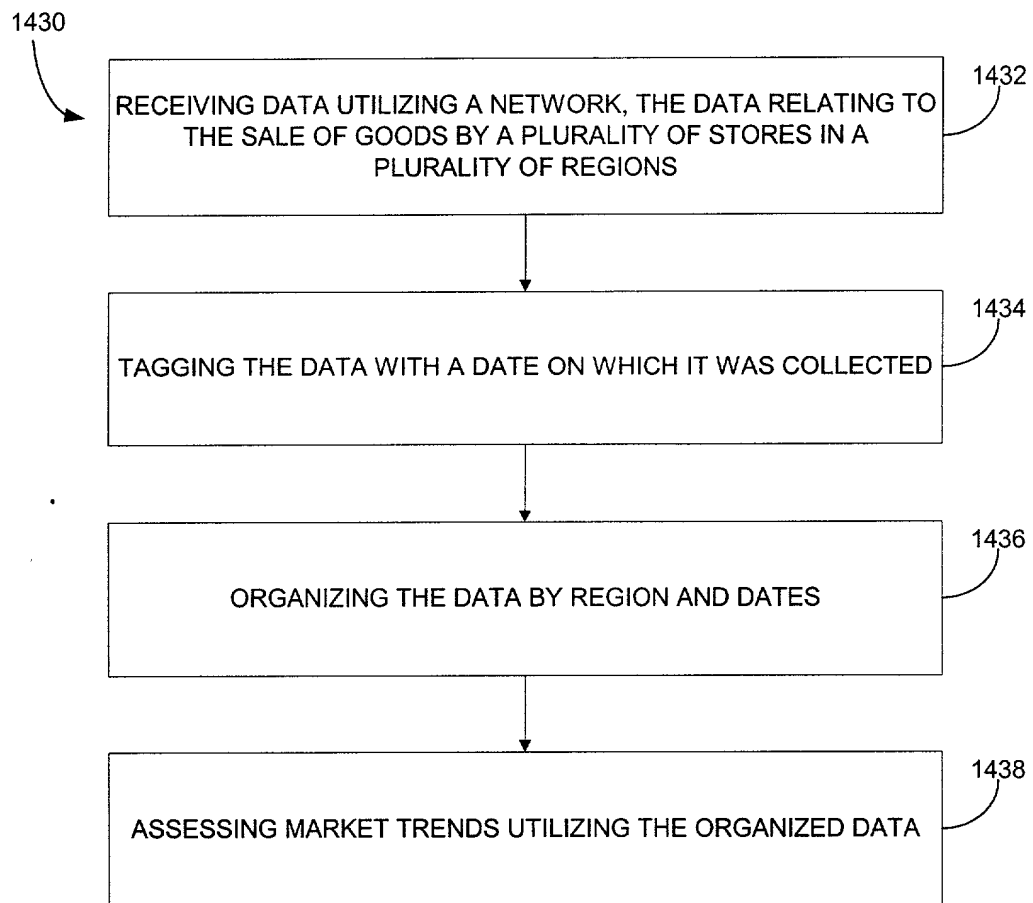 1430
1432
RECEIVING DATA UTILIZING A NETWORK, THE DATA RELATING TO
THE SALE OF GOODS BY A PLURALITY OF STORES IN A
PLURALITY OF REGIONS
1434
TAGGING THE DATA WITH A DATE ON WHICH IT WAS COLLECTED
1436
ORGANIZING THE DATA BY REGION AND DATES
1438
ASSESSING MARKET TRENDS UTILIZING THE ORGANIZED DATA